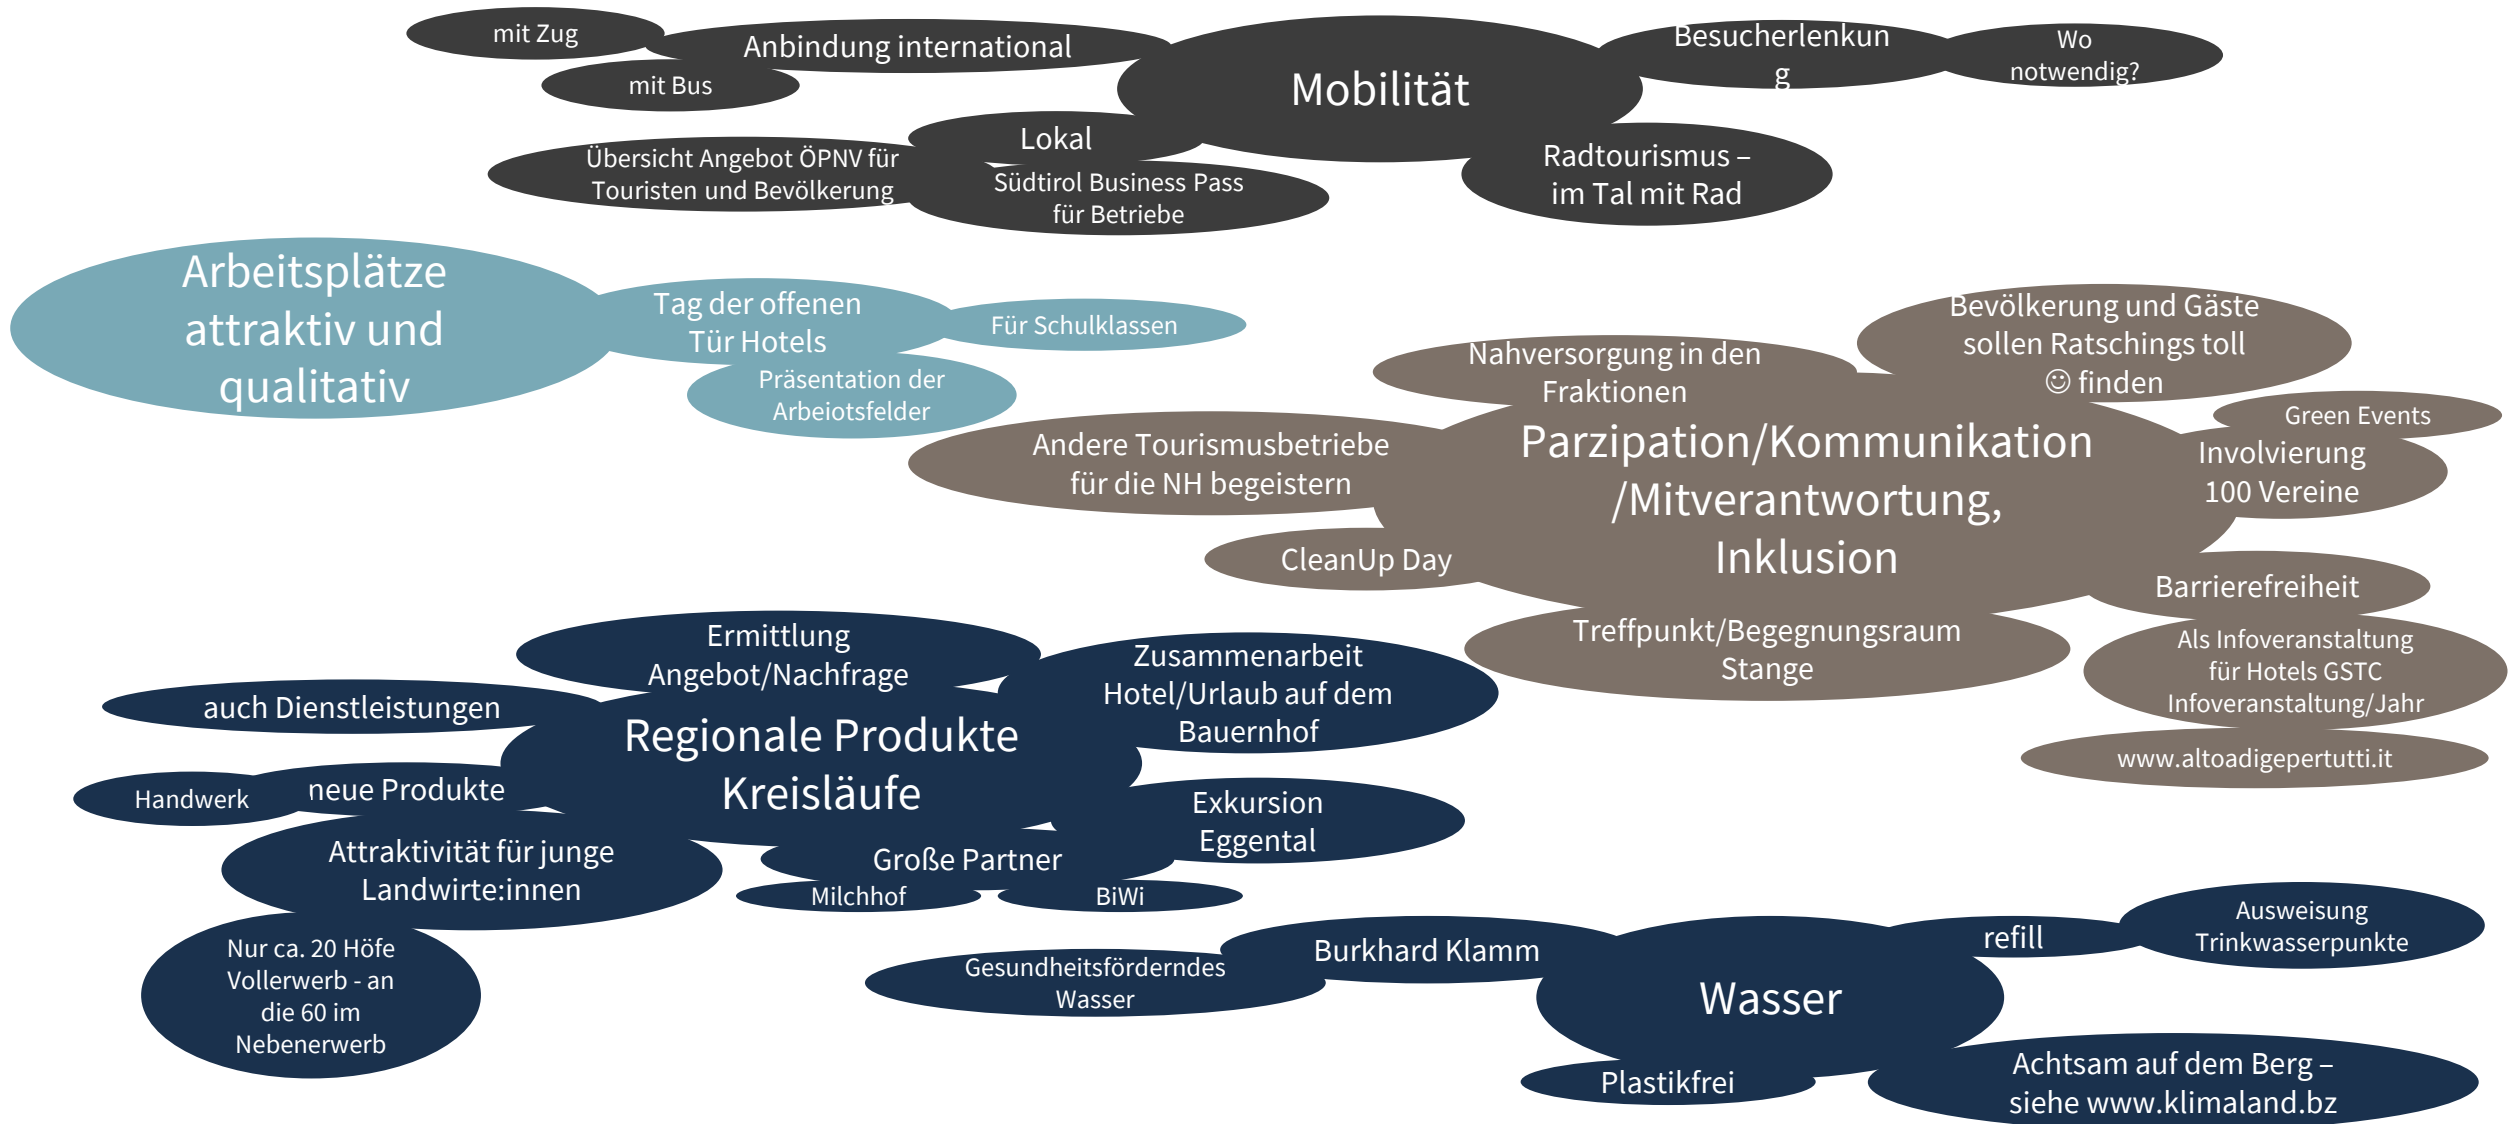 mit Zug
Anbindung international
mit Bus
Mobilität
Besucherlenkun
g
Wo
notwendig?
Lokal
Übersicht Angebot ÖPNV für
Touristen und Bevölkerung
Südtirol Business Pass
für Betriebe
Radtourismus –
im Tal mit Rad
Arbeitsplätze
attraktiv und
qualitativ
Tag der offenen
Tür Hotels
Für Schulklassen
Präsentation der
Arbeiotsfelder
Bevölkerung und Gäste
sollen Ratschings toll
☺ finden
Nahversorgung in den
Fraktionen
Green Events
Involvierung
100 Vereine
Andere Tourismusbetriebe
für die NH begeistern
Parzipation/Kommunikation
/Mitverantwortung,
Inklusion
CleanUp Day
Barrierefreiheit
Treffpunkt/Begegnungsraum
Stange
Als Infoveranstaltung
für Hotels GSTC
Infoveranstaltung/Jahr
www.altoadigepertutti.it
Ermittlung
Angebot/Nachfrage
Zusammenarbeit
Hotel/Urlaub auf dem
Bauernhof
auch Dienstleistungen
Regionale Produkte
Kreisläufe
Handwerk
neue Produkte
Exkursion
Eggental
Attraktivität für junge
Landwirte:innen
Große Partner
Milchhof
BiWi
Nur ca. 20 Höfe
Vollerwerb - an
die 60 im
Nebenerwerb
Burkhard Klamm
Gesundheitsförderndes
Wasser
Wasser
refill
Ausweisung
Trinkwasserpunkte
Plastikfrei
Achtsam auf dem Berg –
siehe www.klimaland.bz